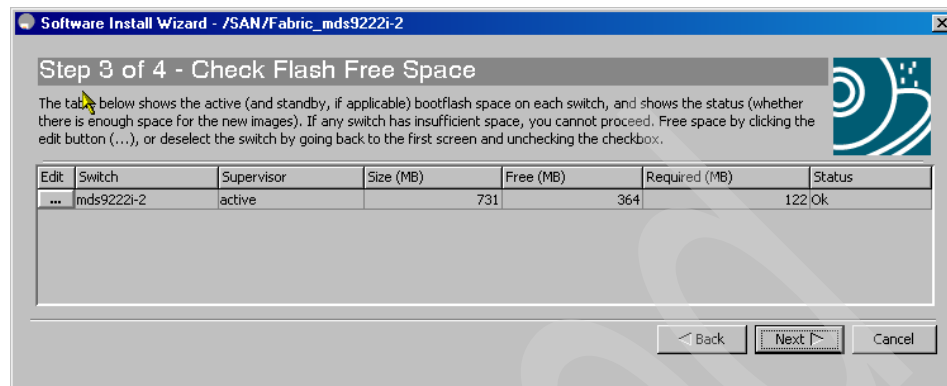 Software Install Wizard - /SAN/Fabric_mds9222i-2
Step 3 of 4 - Check Flash Free Space
The table below shows the active (and standby, if applicable) bootflash space on each switch, and shows the status (whether
there is enough space for the new images). If any switch has insufficient space, you cannot proceed. Free space by clicking the
edit button (...), or deselect the switch by going back to the first screen and unchecking the checkbox.
Edit Switch Supervisor Size (MB) Free (MB) Required (MB) Status
... mds9222i-2 active 731 364 122 Ok
Back Next Cancel